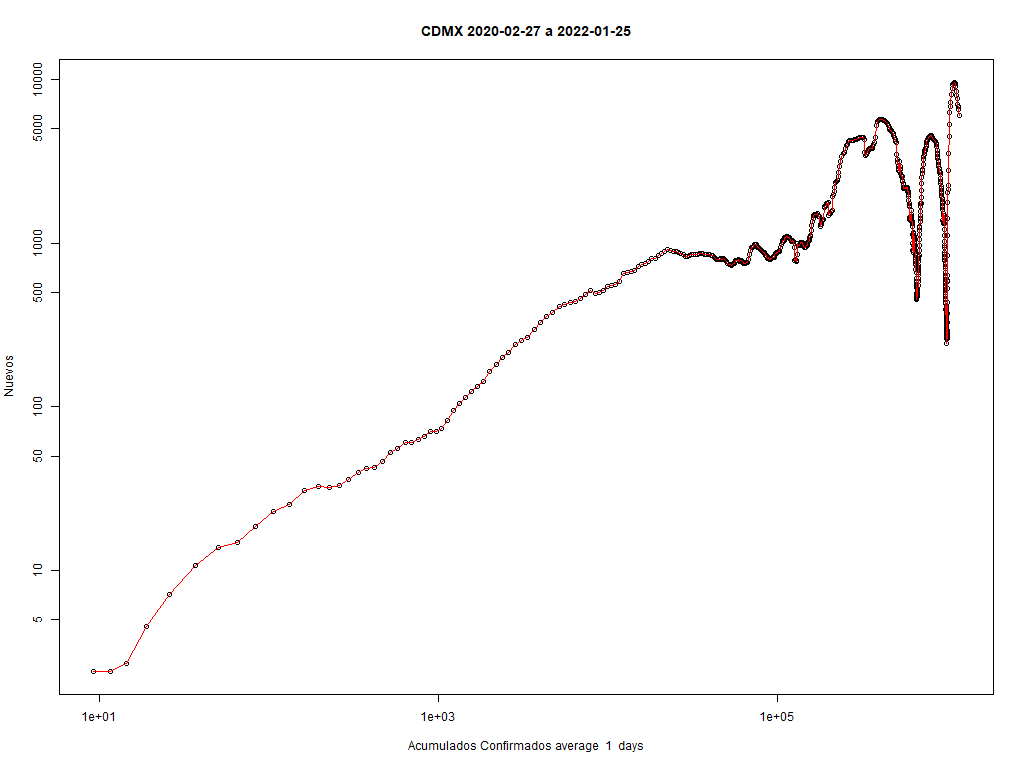 CDMX 2020-02-27 a 2022-01-25
10000
5000
1000
500
100
50
10
5
Nuevos
1e+01
1e+03
1e+05
Acumulados Confirmados average 1 days